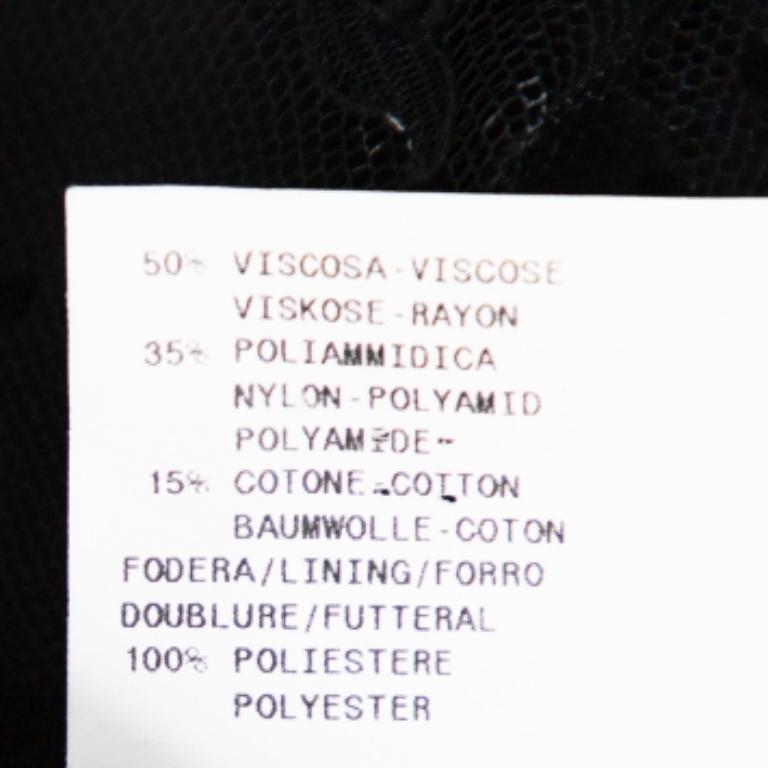 50% VISCOSA-VISCOSE
VISKOSE-RAYON
35% POLIAMMIDICA
NYLON-POLYAMID
POLYAMIDE-
15% COTONE-COTTON
BAUMWOLLE-COTON
FODERA/LINING/FORRO
DOUBLURE/FUTTERAL
100% POLIESTERE
POLYESTER